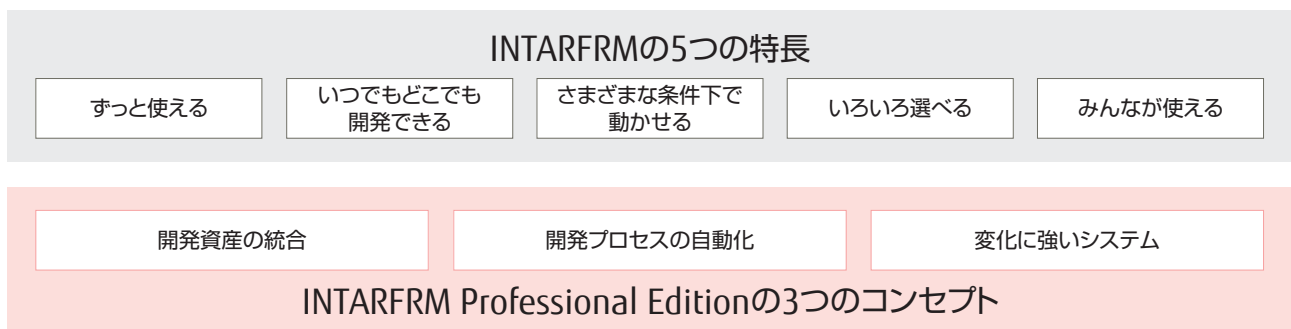 INTARFRMの5つの特長
ずっと使える
いつでもどこでも
開発できる
さまざまな条件下で
動かせる
いろいろ選べる
みんなが使える
開発資産の統合
開発プロセスの自動化
変化に強いシステム
INTARFRM Professional Editionの3つのコンセプト